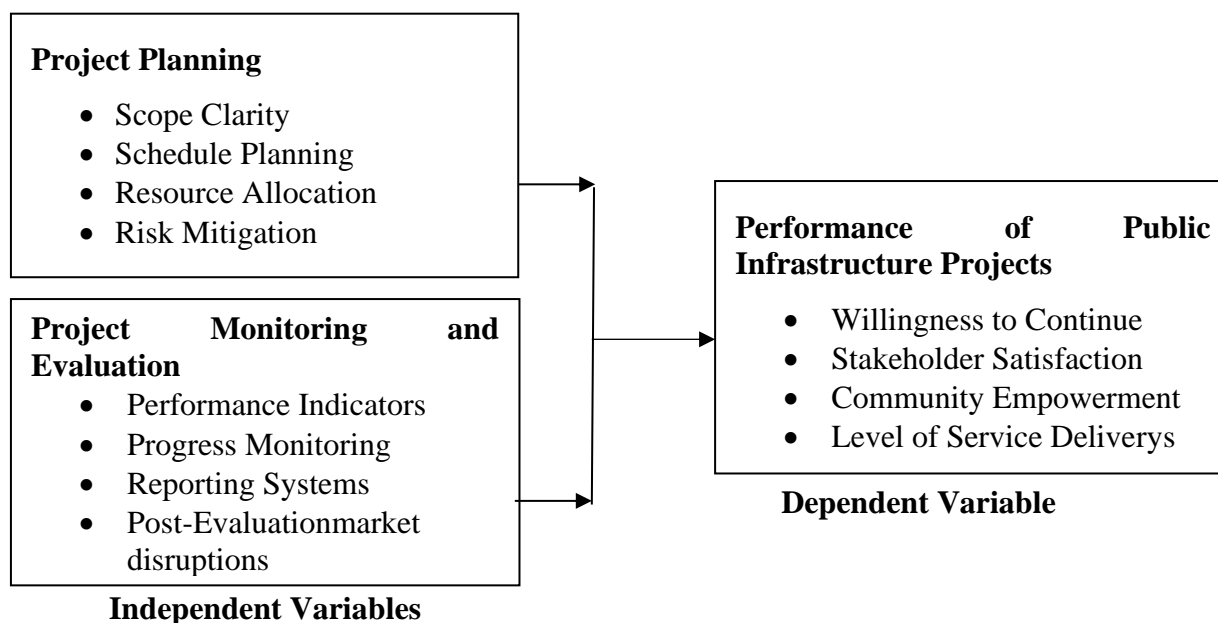 Project Planning
• Scope Clarity
• Schedule Planning
• Resource Allocation
• Risk Mitigation
Project Monitoring and
Evaluation
• Performance Indicators
• Progress Monitoring
• Reporting Systems
• Post-Evaluationmarket
disruptions
Independent Variables
Performance of Public
Infrastructure Projects
• Willingness to Continue
• Stakeholder Satisfaction
• Community Empowerment
• Level of Service Deliverys
Dependent Variable